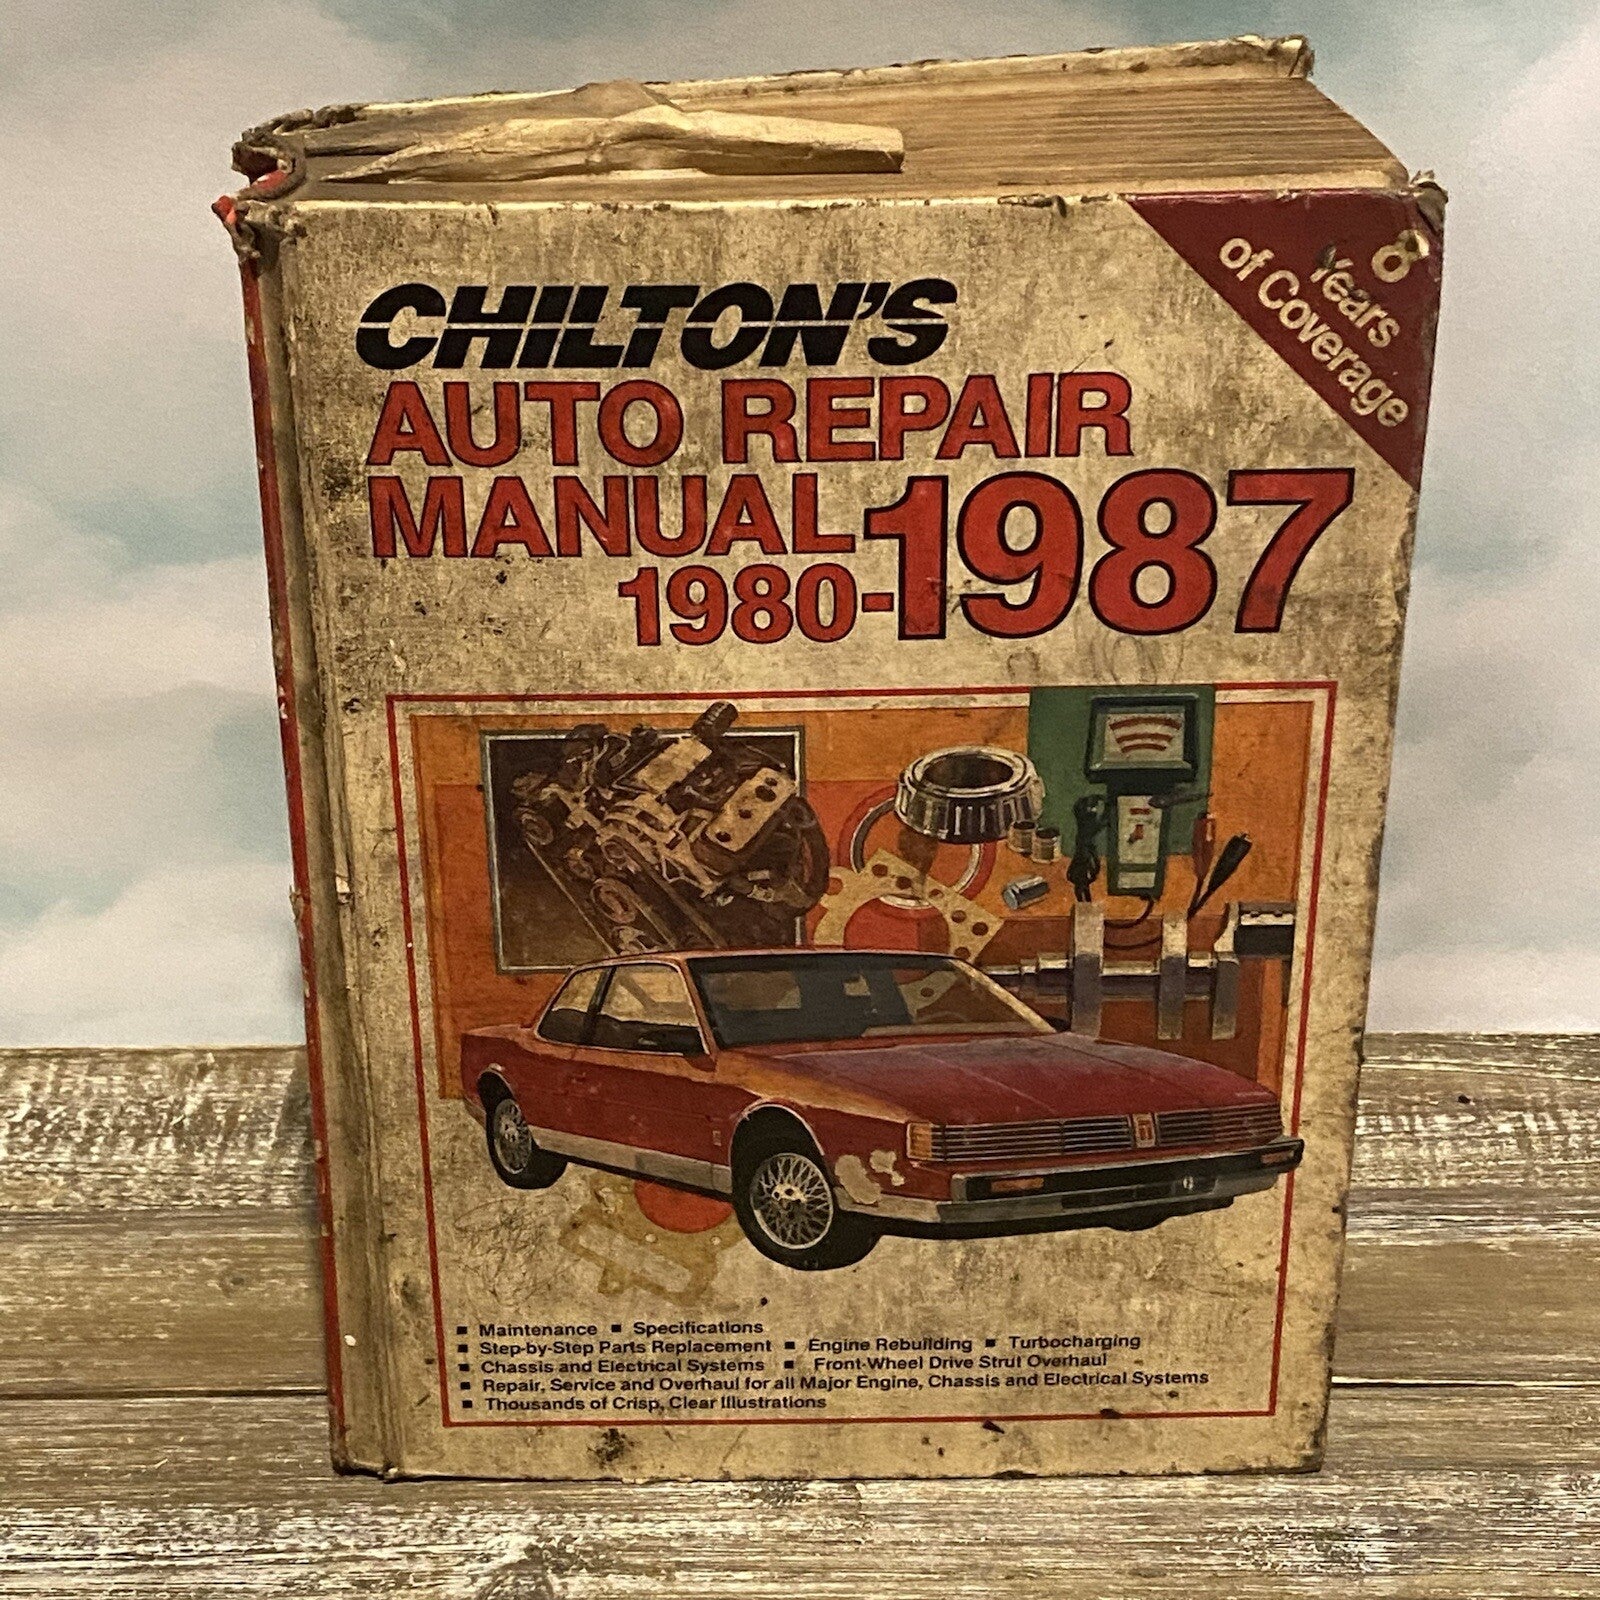 8
Years
of Coverage
CHILTON'S
AUTO REPAIR
MANUAL
1980-1987
■ Maintenance ■ Specifications
■ Step-by-Step Parts Replacement ■ Engine Rebuilding ■ Turbocharging
■ Chassis and Electrical Systems ■ Front-Wheel Drive Strut Overhaul
■ Repair, Service and Overhaul for all Major Engine, Chassis and Electrical Systems
■ Thousands of Crisp, Clear Illustrations